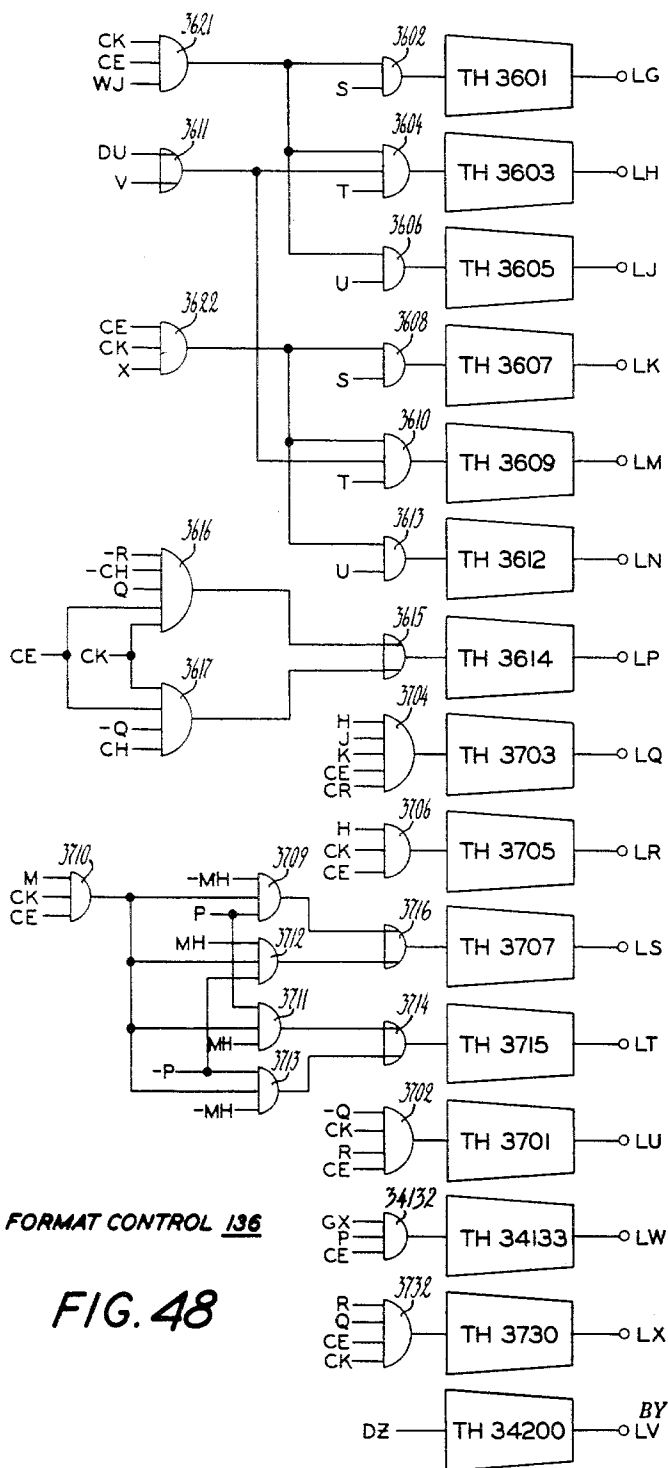 3621
3602
CK
CE
WJ
S
TH 3601
LG
3611
3604
DU
V
T
TH 3603
LH
3606
U
TH 3605
LJ
3622
3608
CE
CK
X
S
TH 3607
LK
3610
T
TH 3609
LM
3613
U
TH 3612
LN
3616
-R
-CH
Q
3615
CE
CK
TH 3614
LP
3617
-Q
CH
3704
H
J
K
CE
CR
TH 3703
LQ
3706
H
CK
CE
TH 3705
LR
3710
3709
M
CK
CE
-MH
P
3716
3712
MH
TH 3707
LS
3711
3714
MH
TH 3715
LT
-P
3713
-MH
3702
-Q
CK
R
CE
TH 3701
LU
34132
FORMAT CONTROL 136
GX
P
CE
TH 34133
LW
FIG. 48
3732
R
Q
CE
CK
TH 3730
LX
BY
DZ
TH 34200
LV